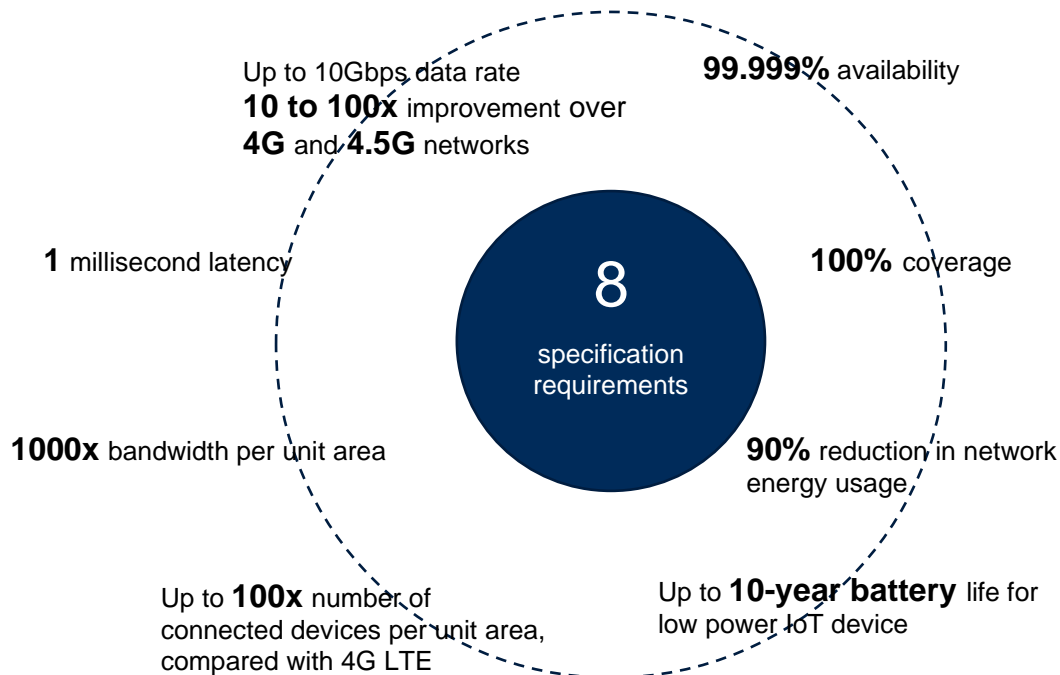 Up to 10Gbps data rate
10 to 100x improvement over
4G and 4.5G networks
99.999% availability
1 millisecond latency
100% coverage
8
specification
requirements
1000x bandwidth per unit area
90% reduction in network
energy usage
Up to 100x number of
connected devices per unit area,
compared with 4G LTE
Up to 10-year battery life for
low power IoT device